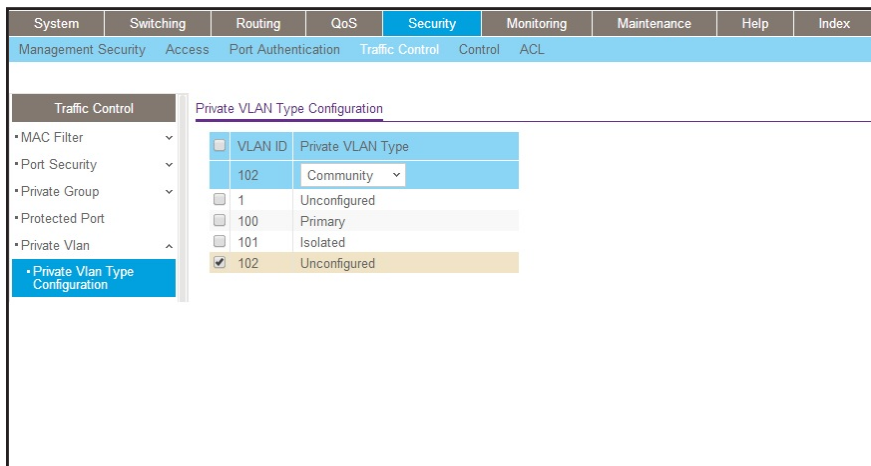 System Switching Routing QoS Security Monitoring Maintenance Help Index
Management Security Access Port Authentication Traffic Control Control ACL
Traffic Control
MAC Filter
Port Security
Private Group
Protected Port
Private Vlan
Private Vlan Type
Configuration
Private VLAN Type Configuration
VLAN ID Private VLAN Type
102 Community
1 Unconfigured
100 Primary
101 Isolated
102 Unconfigured